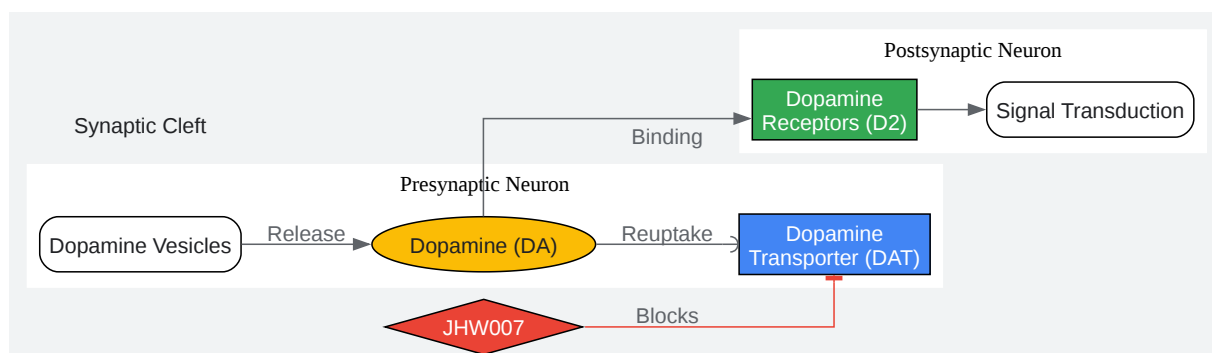 Postsynaptic Neuron
Dopamine
Receptors (D2)
Signal Transduction
Synaptic Cleft
Binding
Presynaptic Neuron
Dopamine Vesicles
Release
Dopamine (DA)
Reuptake
Dopamine
Transporter (DAT)
JHW007
Blocks